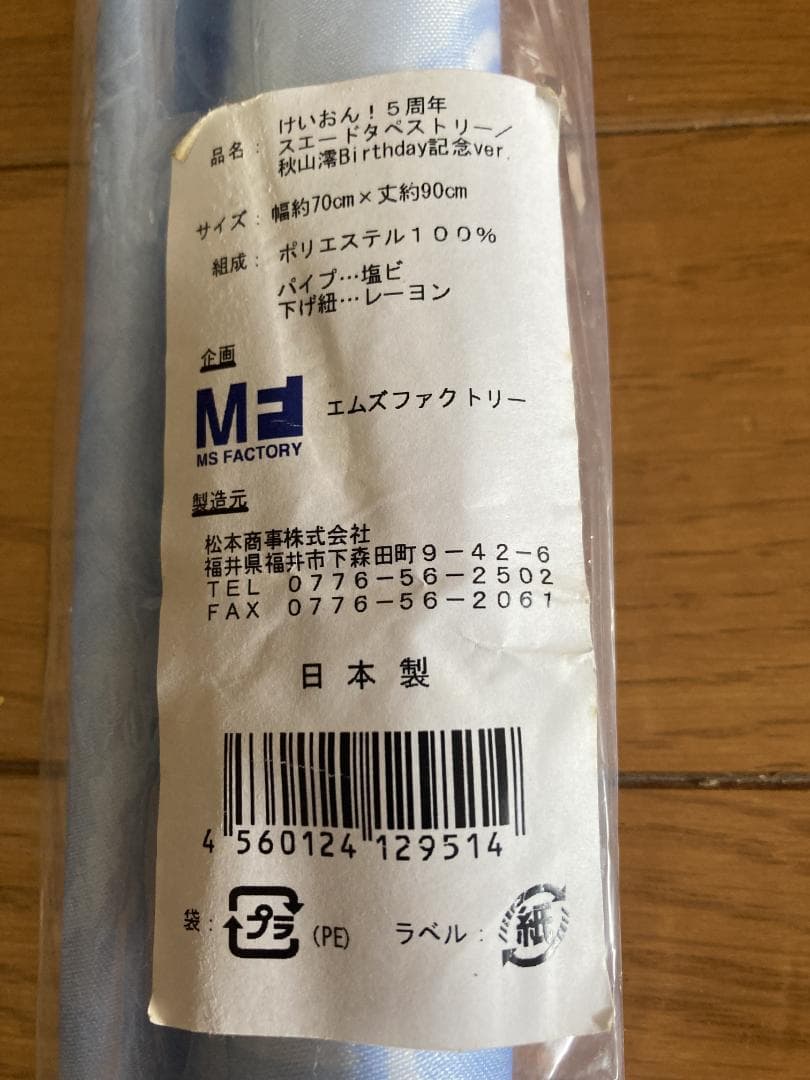 品名：けいおん！５周年
スエードタペストリー／
秋山澪Birthday記念ver.
サイズ：幅約70cm×丈約90cm
組成：ポリエステル１００％
パイプ…塩ビ
下げ紐…レーヨン
企画
MF
MS FACTORY
エムズファクトリー
製造元
松本商事株式会社
福井県福井市下森田町９－４２－６
ＴＥＬ　０７７６－５６－２５０２
ＦＡＸ　０７７６－５６－２０６１
日本製
4 560124 129514
袋：プラ(PE)　ラベル：紙